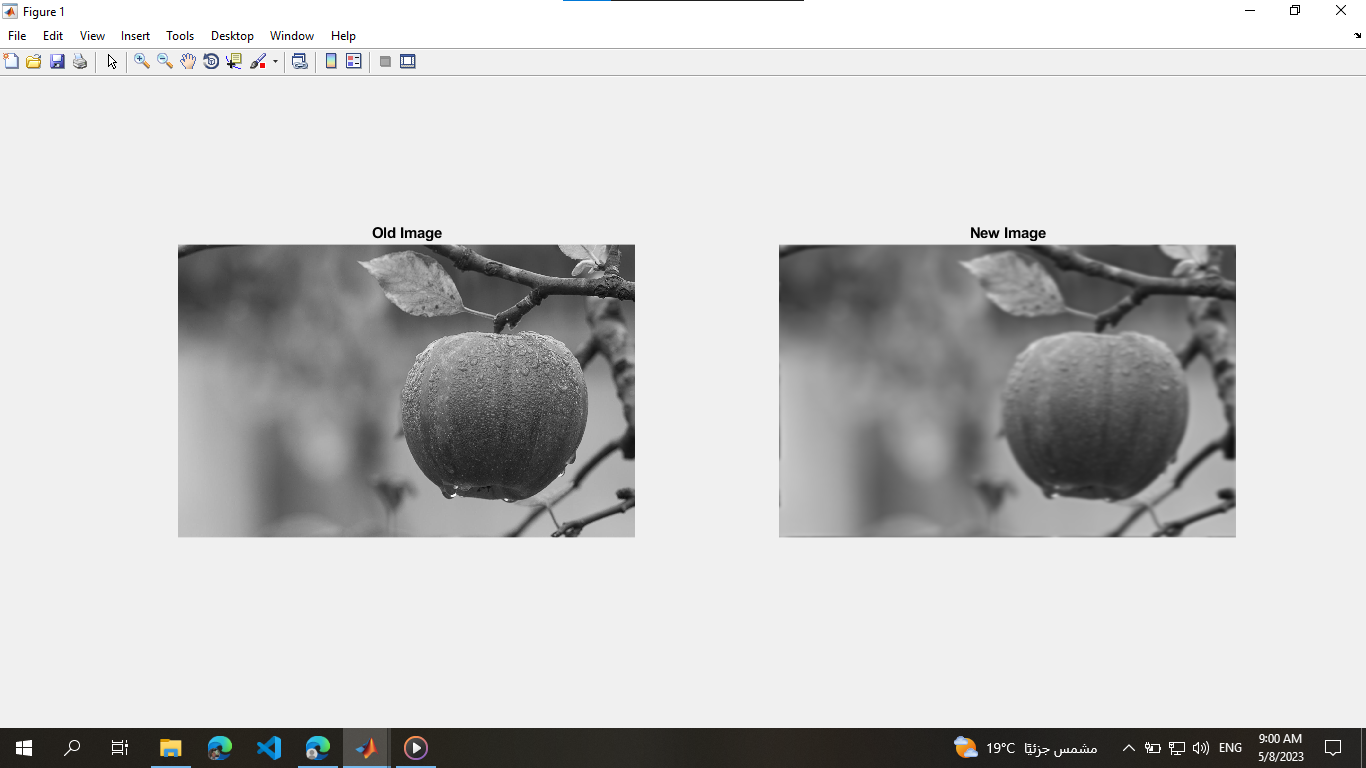 Figure 1
File Edit View Insert Tools Desktop Window Help
Old Image
New Image
19°C مشمس جزئيًا
ENG
9:00 AM
5/8/2023